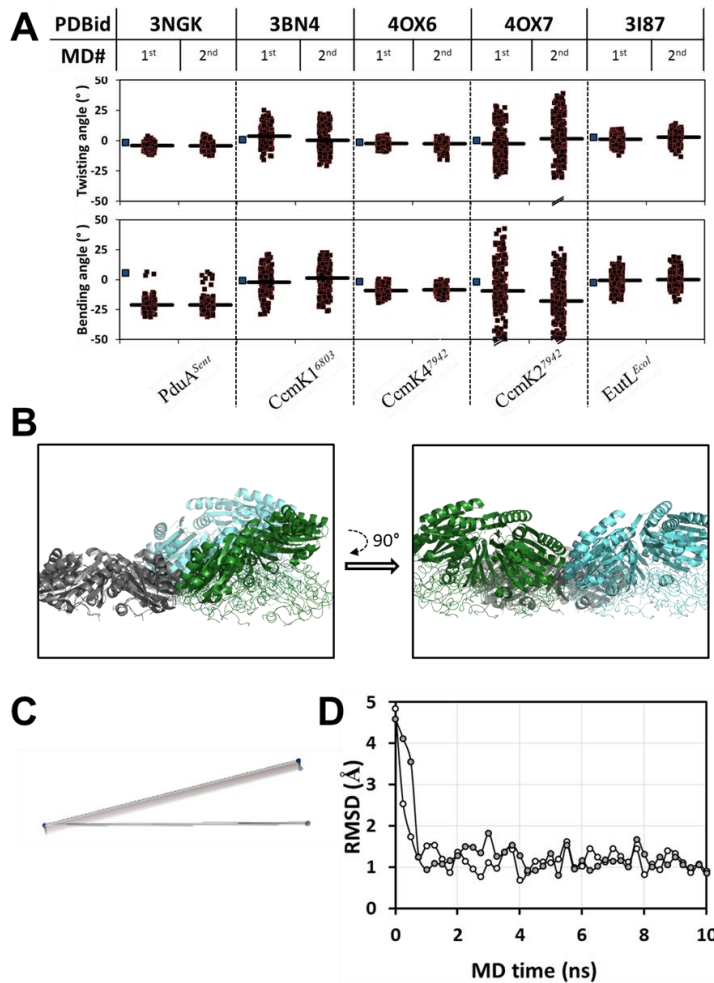 A
PDBid 3NGK 3BN4 4OX6 4OX7 3I87
MD# 1st 2nd 1st 2nd 1st 2nd 1st 2nd 1st 2nd
Twisting angle (°)
50
25
0
-25
-50
Bending angle (°)
50
25
0
-25
-50
PduASent CcmK16803 CcmK47942 CcmK27942 EutLEcol
B
90°
C
D
RMSD (Å)
5
4
3
2
1
0
0 2 4 6 8 10
MD time (ns)